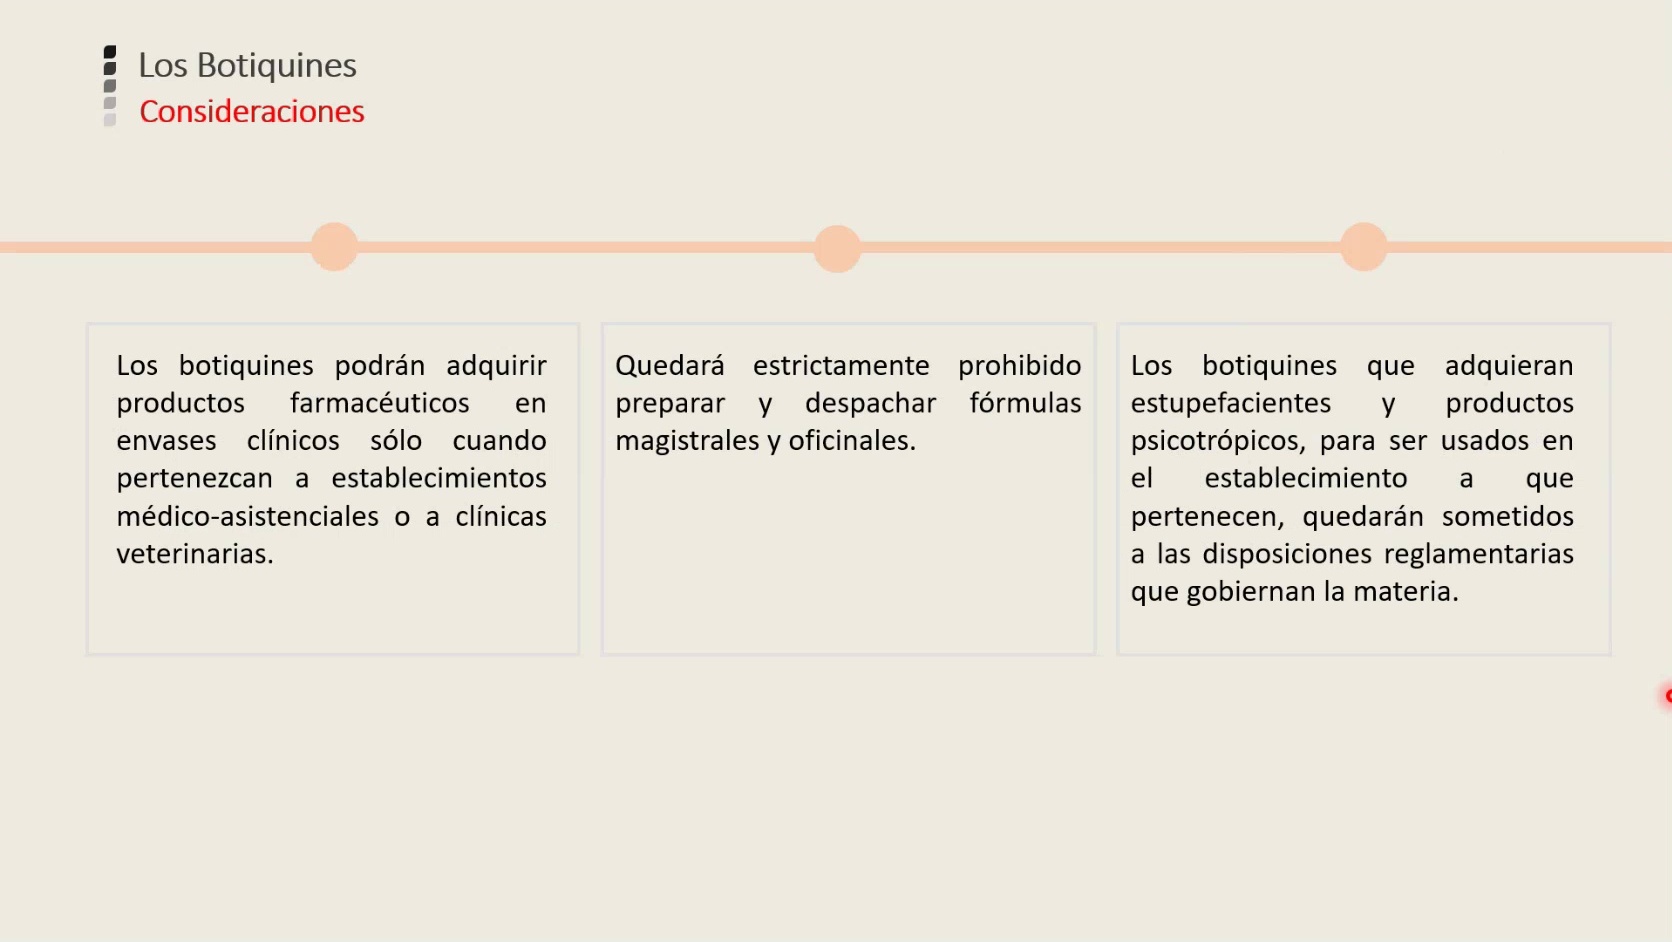 Los Botiquines
Consideraciones
Los botiquines podrán adquirir
productos farmacéuticos en
envases clínicos sólo cuando
pertenezcan a establecimientos
médico-asistenciales o a clínicas
veterinarias.
Quedará estrictamente prohibido
preparar y despachar fórmulas
magistrales y oficinales.
Los botiquines que adquieran
estupefacientes y productos
psicotrópicos, para ser usados en
el establecimiento a que
pertenecen, quedarán sometidos
a las disposiciones reglamentarias
que gobiernan la materia.